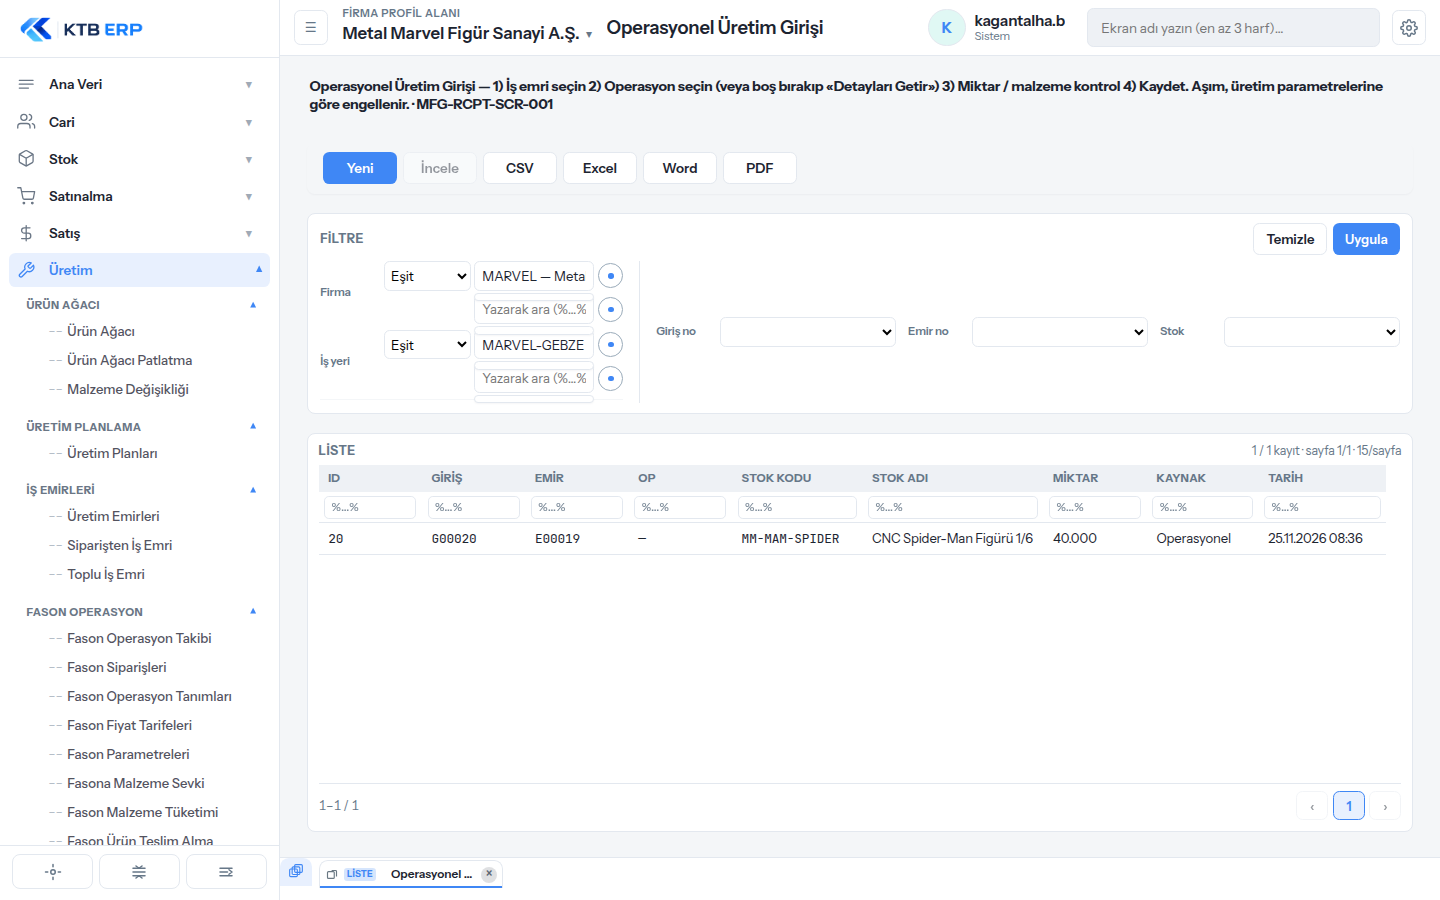 KTB ERP
FİRMA PROFİL ALANI
Metal Marvel Figür Sanayi A.Ş. ▾
Operasyonel Üretim Girişi
K
kagantalha.b
Sistem
Ekran adı yazın (en az 3 harf)...
Ana Veri
Cari
Stok
Satınalma
Satış
Üretim
ÜRÜN AĞACI
-- Ürün Ağacı
-- Ürün Ağacı Patlatma
-- Malzeme Değişikliği
ÜRETİM PLANLAMA
-- Üretim Planları
İŞ EMİRLERİ
-- Üretim Emirleri
-- Siparişten İş Emri
-- Toplu İş Emri
FASON OPERASYON
-- Fason Operasyon Takibi
-- Fason Siparişleri
-- Fason Operasyon Tanımları
-- Fason Fiyat Tarifeleri
-- Fason Parametreleri
-- Fasona Malzeme Sevki
-- Fason Malzeme Tüketimi
-- Fason Ürün Teslim Alma
Operasyonel Üretim Girişi — 1) İş emri seçin 2) Operasyon seçin (veya boş bırakıp «Detayları Getir») 3) Miktar / malzeme kontrol 4) Kaydet. Aşım, üretim parametrelerine
göre engellenir. · MFG-RCPT-SCR-001
Yeni İncele CSV Excel Word PDF
FİLTRE
Temizle Uygula
Firma Eşit MARVEL — Meta
Yazarak ara (%...%
İş yeri Eşit MARVEL-GEBZE
Yazarak ara (%...%
Giriş no Emir no Stok
LİSTE
1 / 1 kayıt · sayfa 1/1 · 15/sayfa
ID GİRİŞ EMİR OP STOK KODU STOK ADI MİKTAR KAYNAK TARİH
%...% %...% %...% %...% %...% %...% %...% %...% %...%
20 G00020 E00019 — MM-MAM-SPIDER CNC Spider-Man Figürü 1/6 40.000 Operasyonel 25.11.2026 08:36
1–1 / 1
‹ 1 ›
LİSTE Operasyonel ... ×